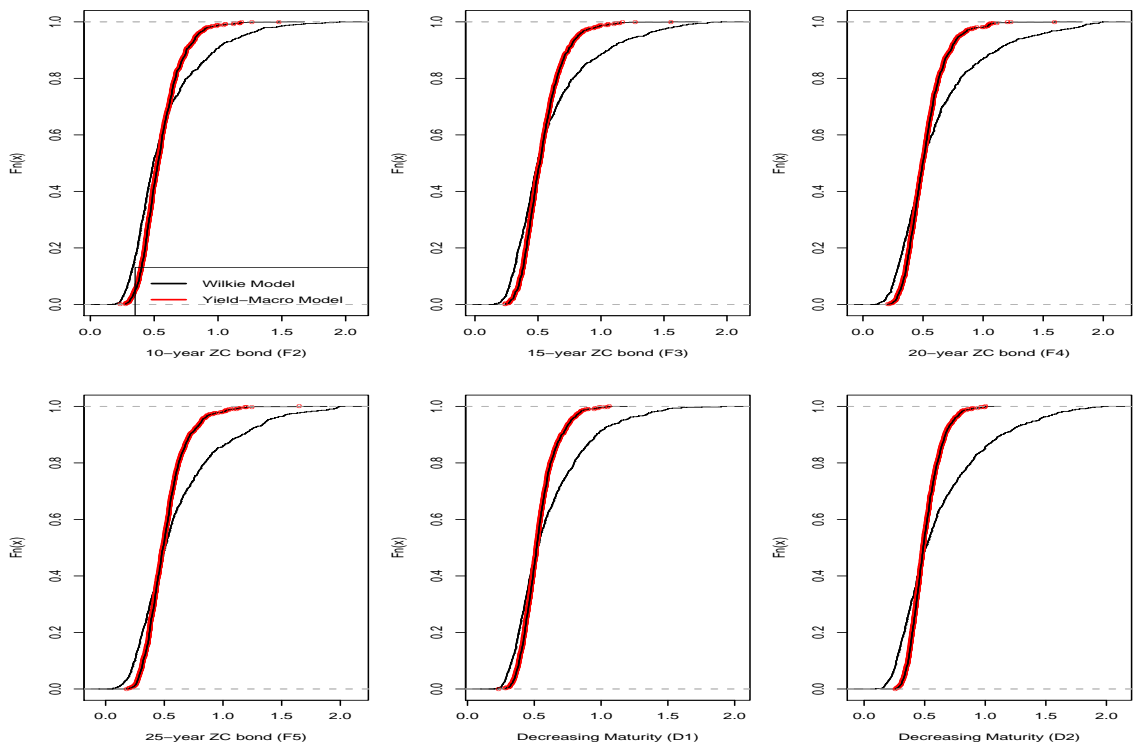 Fn(x)
0.0 0.2 0.4 0.6 0.8 1.0
Wilkie Model
Yield−Macro Model
0.0 0.5 1.0 1.5 2.0
10−year ZC bond (F2)
Fn(x)
0.0 0.2 0.4 0.6 0.8 1.0
0.0 0.5 1.0 1.5 2.0
15−year ZC bond (F3)
Fn(x)
0.0 0.2 0.4 0.6 0.8 1.0
0.0 0.5 1.0 1.5 2.0
20−year ZC bond (F4)
Fn(x)
0.0 0.2 0.4 0.6 0.8 1.0
0.0 0.5 1.0 1.5 2.0
25−year ZC bond (F5)
Fn(x)
0.0 0.2 0.4 0.6 0.8 1.0
0.0 0.5 1.0 1.5 2.0
Decreasing Maturity (D1)
Fn(x)
0.0 0.2 0.4 0.6 0.8 1.0
0.0 0.5 1.0 1.5 2.0
Decreasing Maturity (D2)